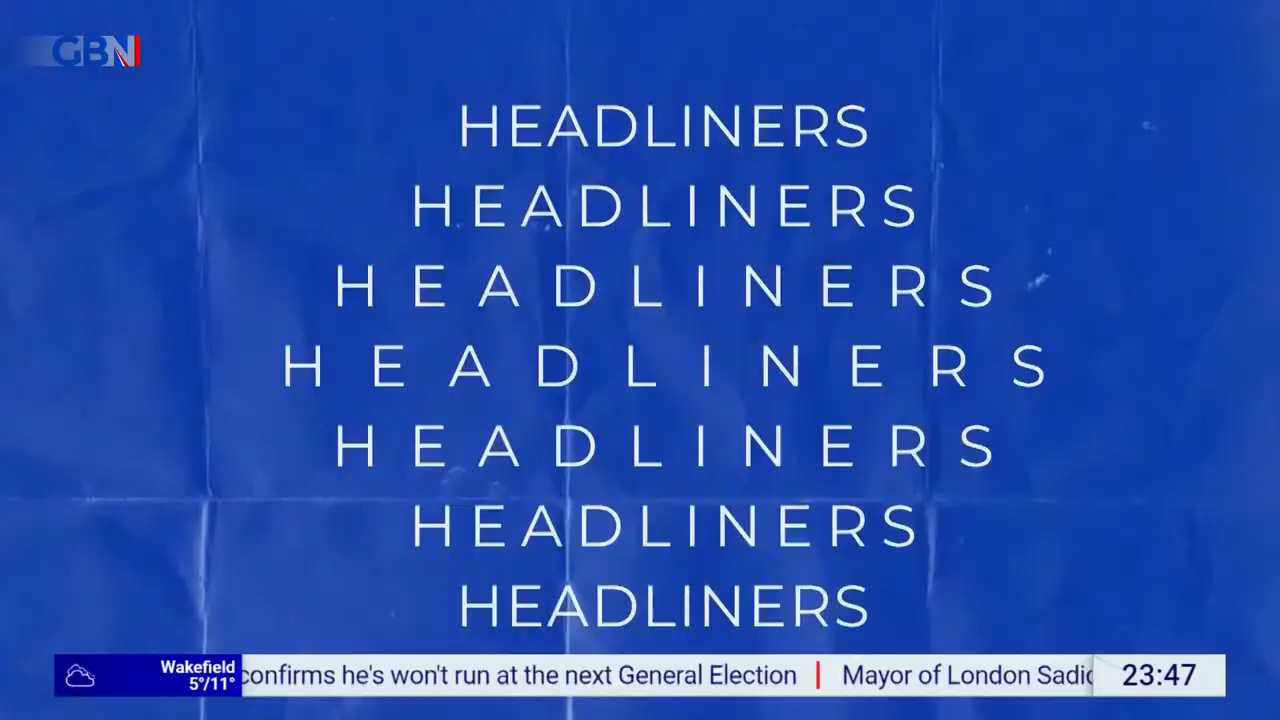 GBN
HEADLINERS
HEADLINERS
HEADLINERS
HEADLINERS
HEADLINERS
HEADLINERS
HEADLINERS
Wakefield
5°/11°
confirms he's won't run at the next General Election | Mayor of London Sadi
23:47